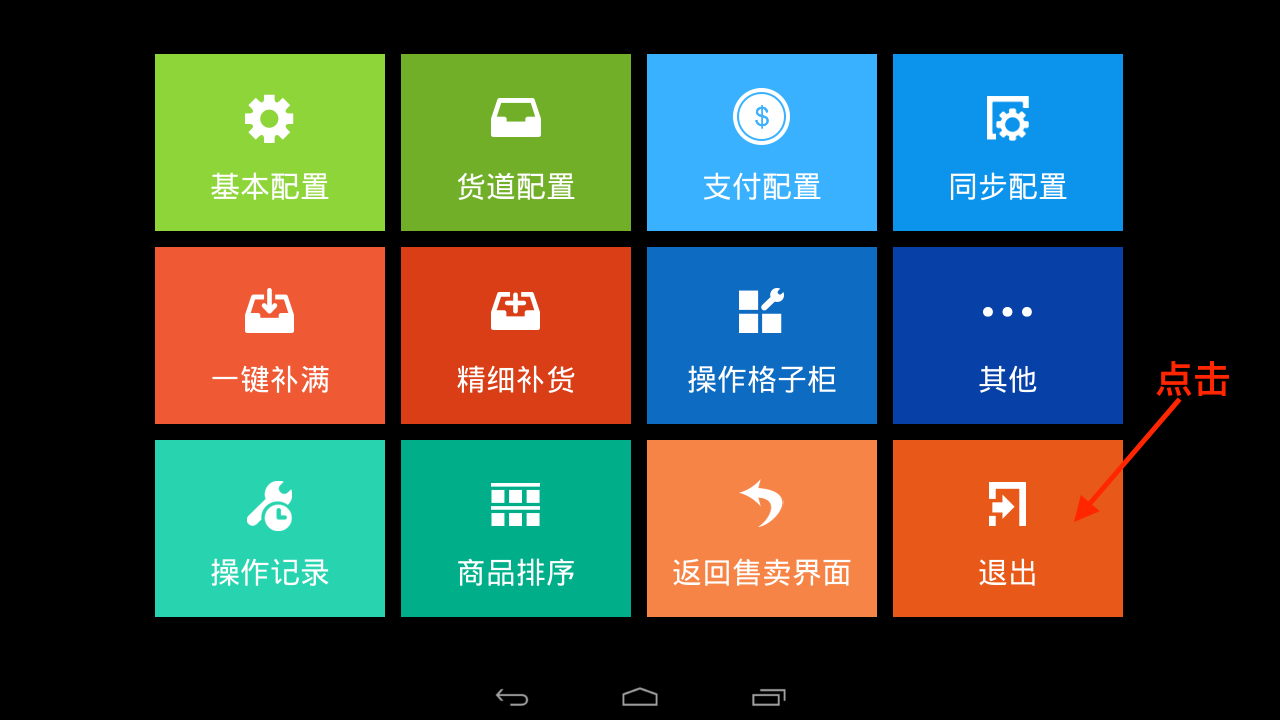 基本配置
货道配置
支付配置
同步配置
一键补满
精细补货
操作格子柜
其他
点击
操作记录
商品排序
返回售卖界面
退出